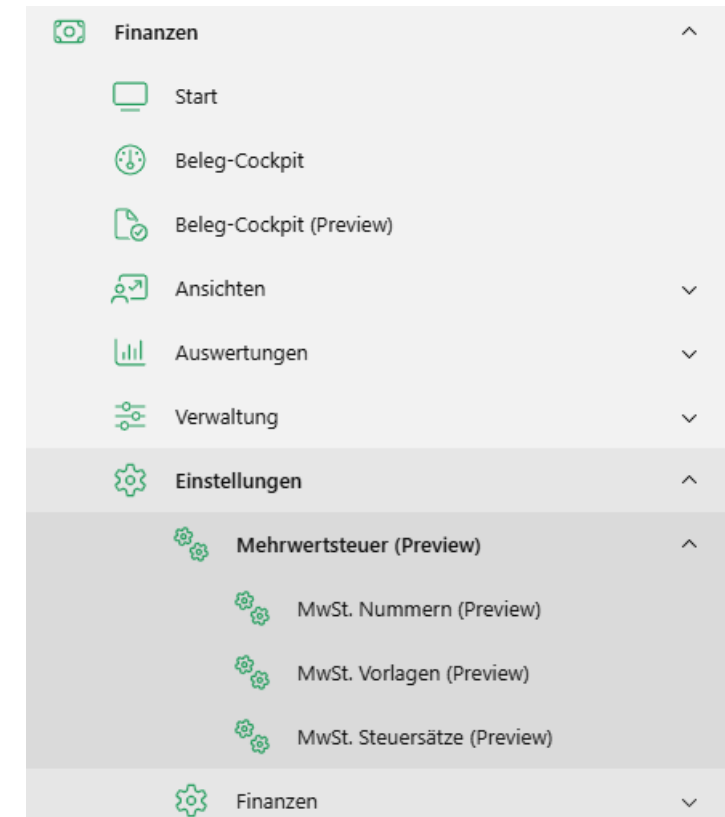 Finanzen
Start
Beleg-Cockpit
Beleg-Cockpit (Preview)
Ansichten
Auswertungen
Verwaltung
Einstellungen
Mehrwertsteuer (Preview)
MwSt. Nummern (Preview)
MwSt. Vorlagen (Preview)
MwSt. Steuersätze (Preview)
Finanzen